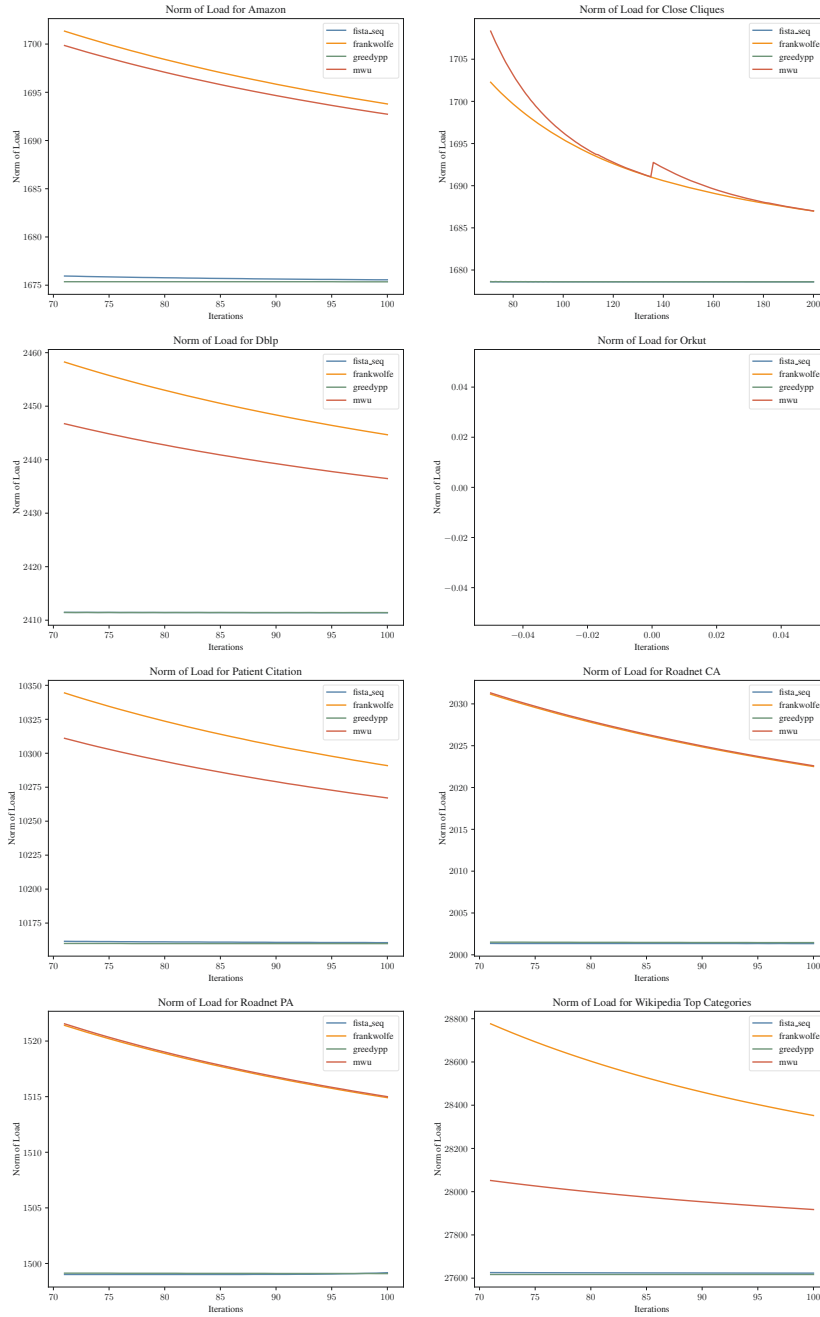 Norm of Load for Amazon
fista_seq
frankwolfe
greedypp
mwu
1700
1695
1690
1685
1680
1675
Norm of Load
70 75 80 85 90 95 100
Iterations
Norm of Load for Close Cliques
fista_seq
frankwolfe
greedypp
mwu
1705
1700
1695
1690
1685
1680
Norm of Load
80 100 120 140 160 180 200
Iterations
Norm of Load for Dblp
fista_seq
frankwolfe
greedypp
mwu
2460
2450
2440
2430
2420
2410
Norm of Load
70 75 80 85 90 95 100
Iterations
Norm of Load for Orkut
fista_seq
frankwolfe
greedypp
mwu
0.04
0.02
0.00
−0.02
−0.04
Norm of Load
−0.04 −0.02 0.00 0.02 0.04
Iterations
Norm of Load for Patient Citation
fista_seq
frankwolfe
greedypp
mwu
10350
10325
10300
10275
10250
10225
10200
10175
Norm of Load
70 75 80 85 90 95 100
Iterations
Norm of Load for Roadnet CA
fista_seq
frankwolfe
greedypp
mwu
2030
2025
2020
2015
2010
2005
2000
Norm of Load
70 75 80 85 90 95 100
Iterations
Norm of Load for Roadnet PA
fista_seq
frankwolfe
greedypp
mwu
1520
1515
1510
1505
1500
Norm of Load
70 75 80 85 90 95 100
Iterations
Norm of Load for Wikipedia Top Categories
fista_seq
frankwolfe
greedypp
mwu
28800
28600
28400
28200
28000
27800
27600
Norm of Load
70 75 80 85 90 95 100
Iterations